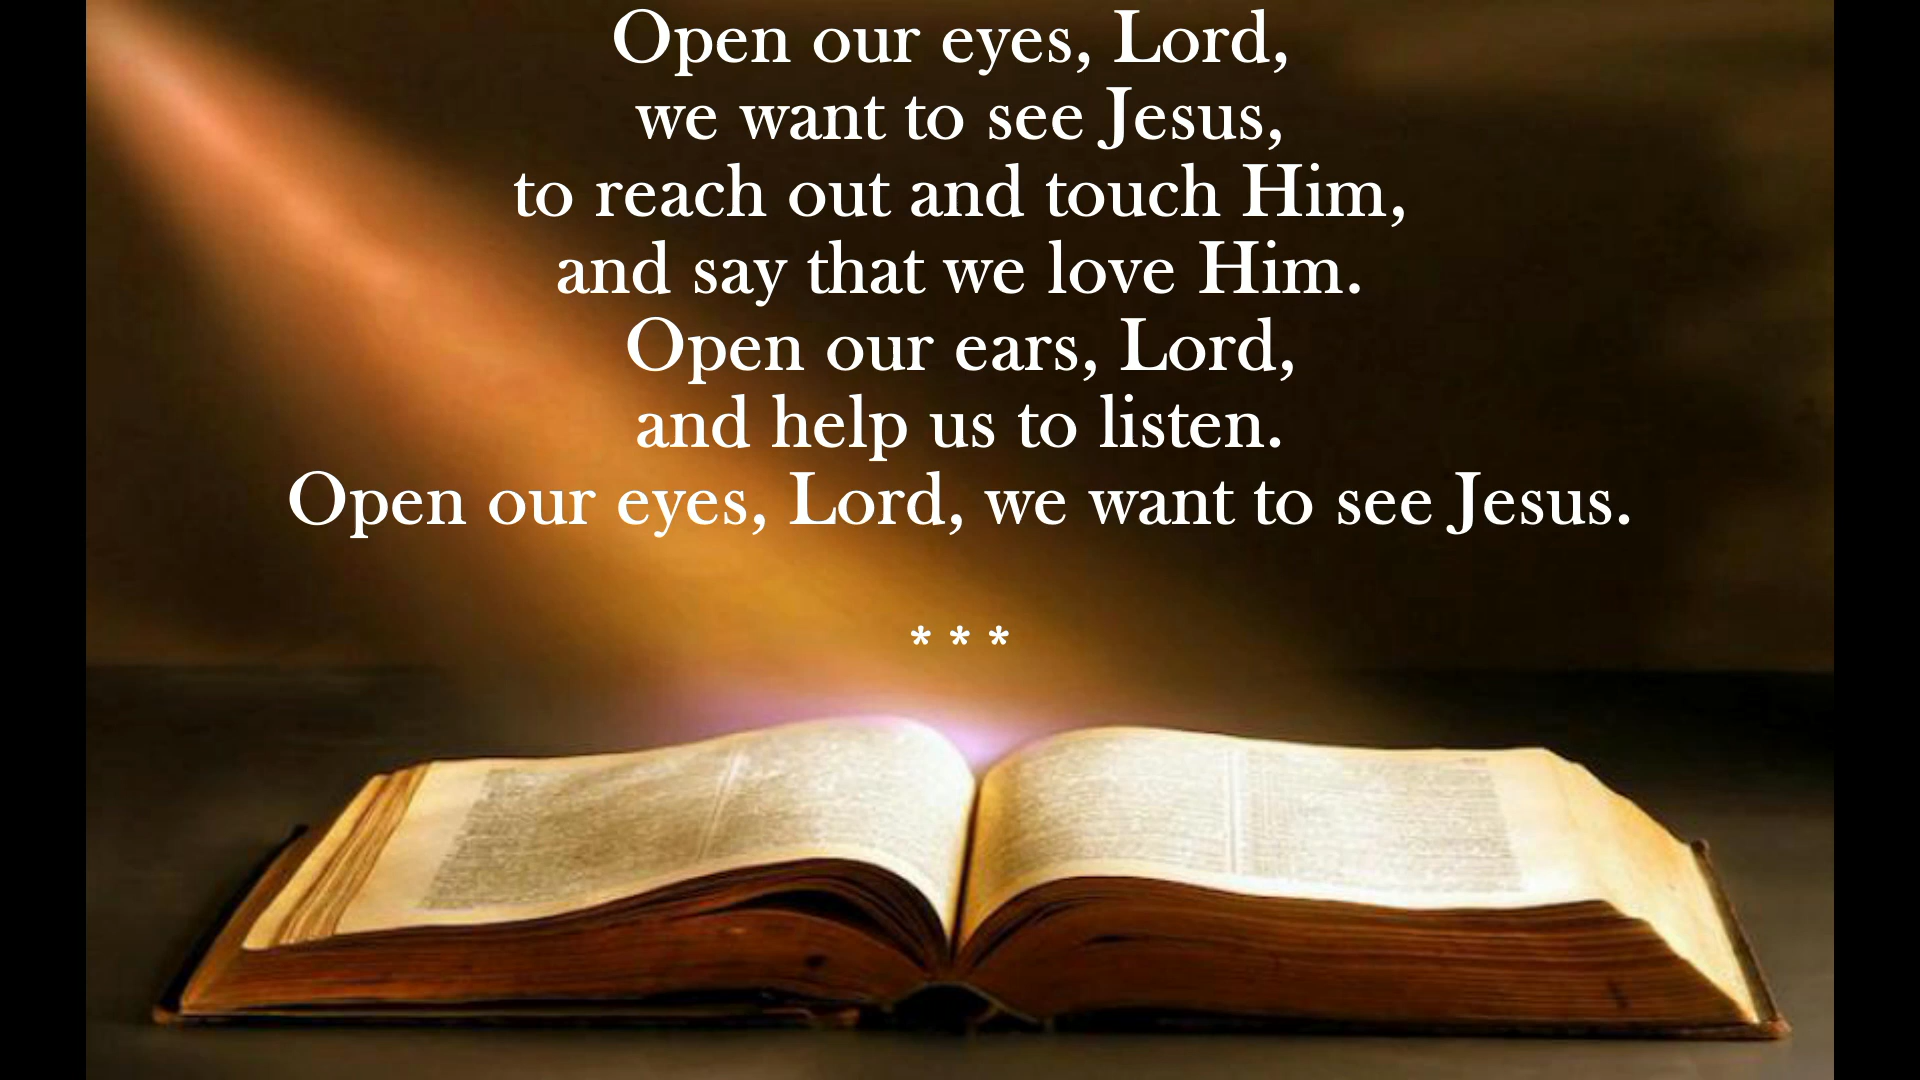 Open our eyes, Lord,
we want to see Jesus,
to reach out and touch Him,
and say that we love Him.
Open our ears, Lord,
and help us to listen.
Open our eyes, Lord, we want to see Jesus.
* * *